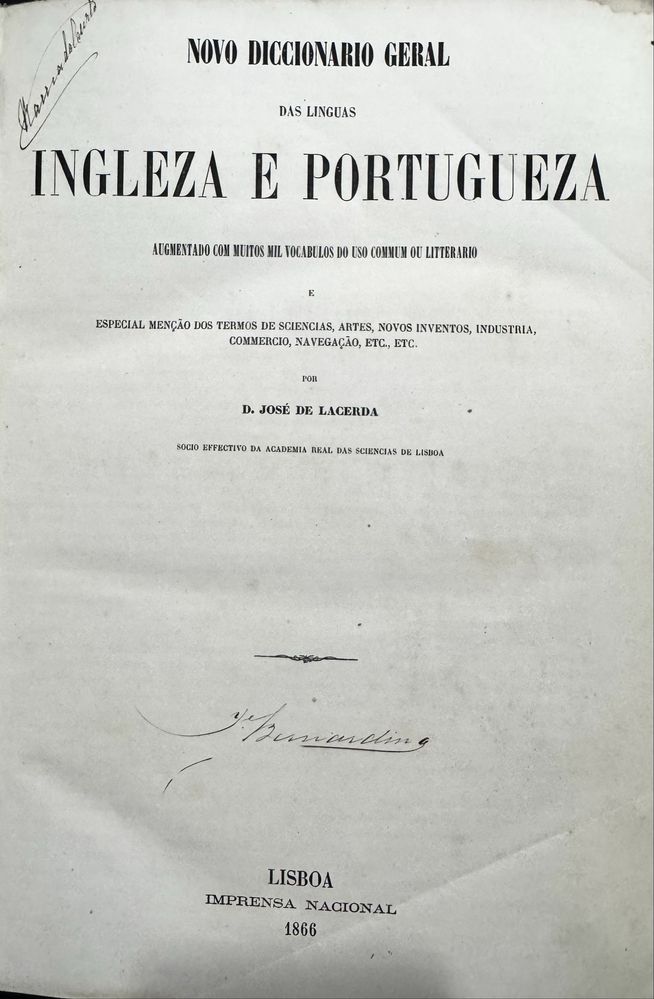 NOVO DICCIONARIO GERAL
DAS LINGUAS
INGLEZA E PORTUGUEZA
AUGMENTADO COM MUITOS MIL VOCABULOS DO USO COMMUM OU LITTERARIO
E
ESPECIAL MENÇÃO DOS TERMOS DE SCIENCIAS, ARTES, NOVOS INVENTOS, INDUSTRIA,
COMMERCIO, NAVEGAÇÃO, ETC., ETC.
POR
D. JOSÉ DE LACERDA
SOCIO EFFECTIVO DA ACADEMIA REAL DAS SCIENCIAS DE LISBOA
Bernardino
LISBOA
IMPRENSA NACIONAL
1866